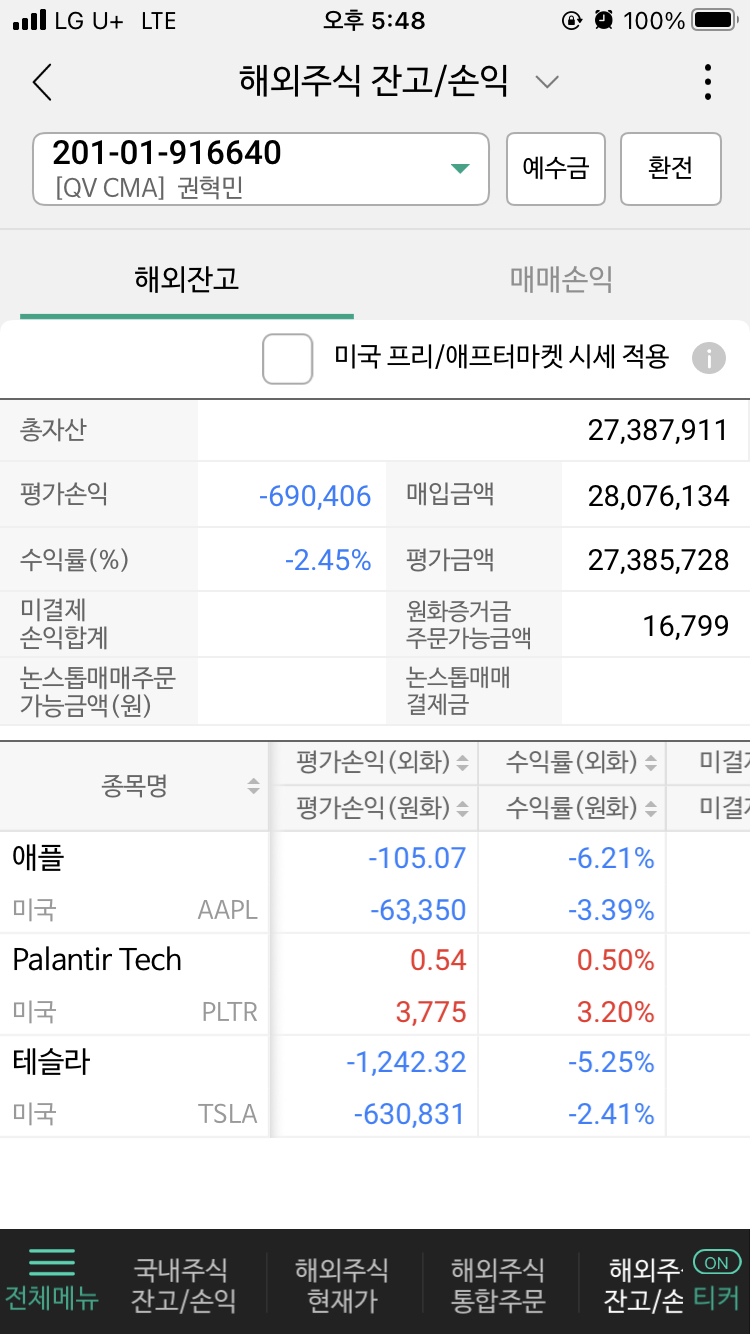 LG U+ LTE 오후 5:48 100%
해외주식 잔고/손익
201-01-916640
[QV CMA] 권혁민
예수금
환전
해외잔고 매매손익
미국 프리/애프터마켓 시세 적용
총자산 27,387,911
평가손익 -690,406 매입금액 28,076,134
수익률(%) -2.45% 평가금액 27,385,728
미결제
손익합계
원화증거금
주문가능금액
16,799
논스톱매매주문
가능금액(원)
논스톱매매
결제금
종목명
평가손익(외화) 수익률(외화) 미결
평가손익(원화) 수익률(원화) 미결
애플 -105.07 -6.21%
미국 AAPL -63,350 -3.39%
Palantir Tech 0.54 0.50%
미국 PLTR 3,775 3.20%
테슬라 -1,242.32 -5.25%
미국 TSLA -630,831 -2.41%
전체메뉴
국내주식
잔고/손익
해외주식
현재가
해외주식
통합주문
해외주
잔고/손
ON
티커